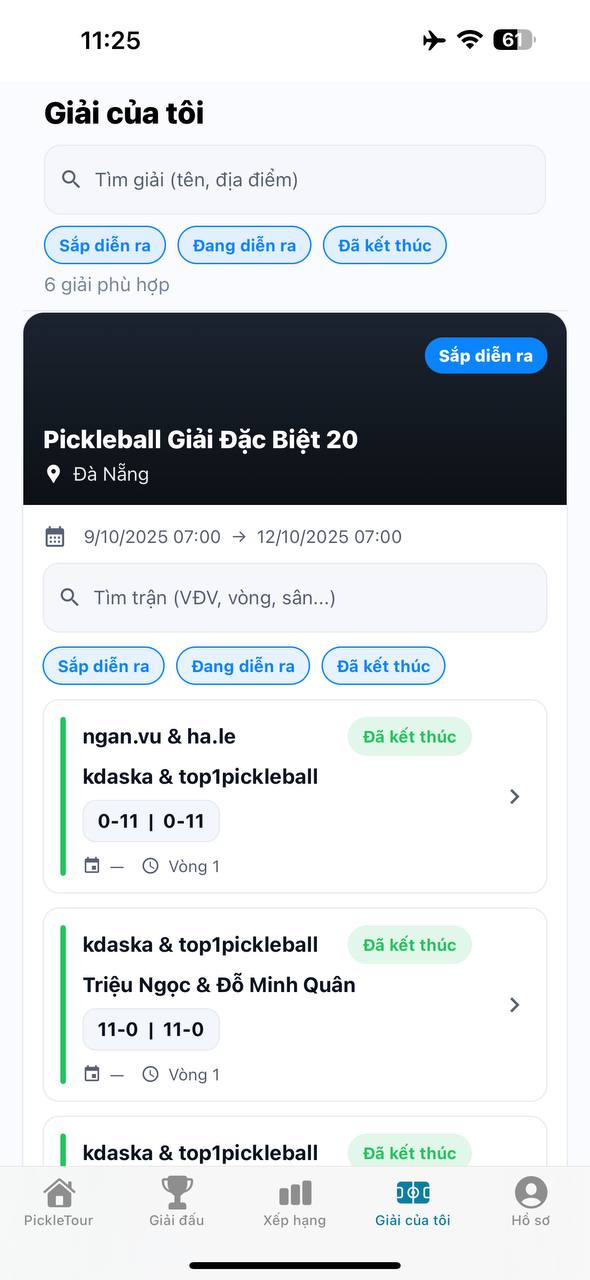 11:25
61
Giải của tôi
Tìm giải (tên, địa điểm)
Sắp diễn ra Đang diễn ra Đã kết thúc
6 giải phù hợp
Sắp diễn ra
Pickleball Giải Đặc Biệt 20
Đà Nẵng
9/10/2025 07:00 → 12/10/2025 07:00
Tìm trận (VĐV, vòng, sân...)
Sắp diễn ra Đang diễn ra Đã kết thúc
ngan.vu & ha.le Đã kết thúc
kdaska & top1pickleball
0-11 | 0-11
— Vòng 1
kdaska & top1pickleball Đã kết thúc
Triệu Ngọc & Đỗ Minh Quân
11-0 | 11-0
— Vòng 1
kdaska & top1pickleball Đã kết thúc
PickleTour Giải đấu Xếp hạng Giải của tôi Hồ sơ